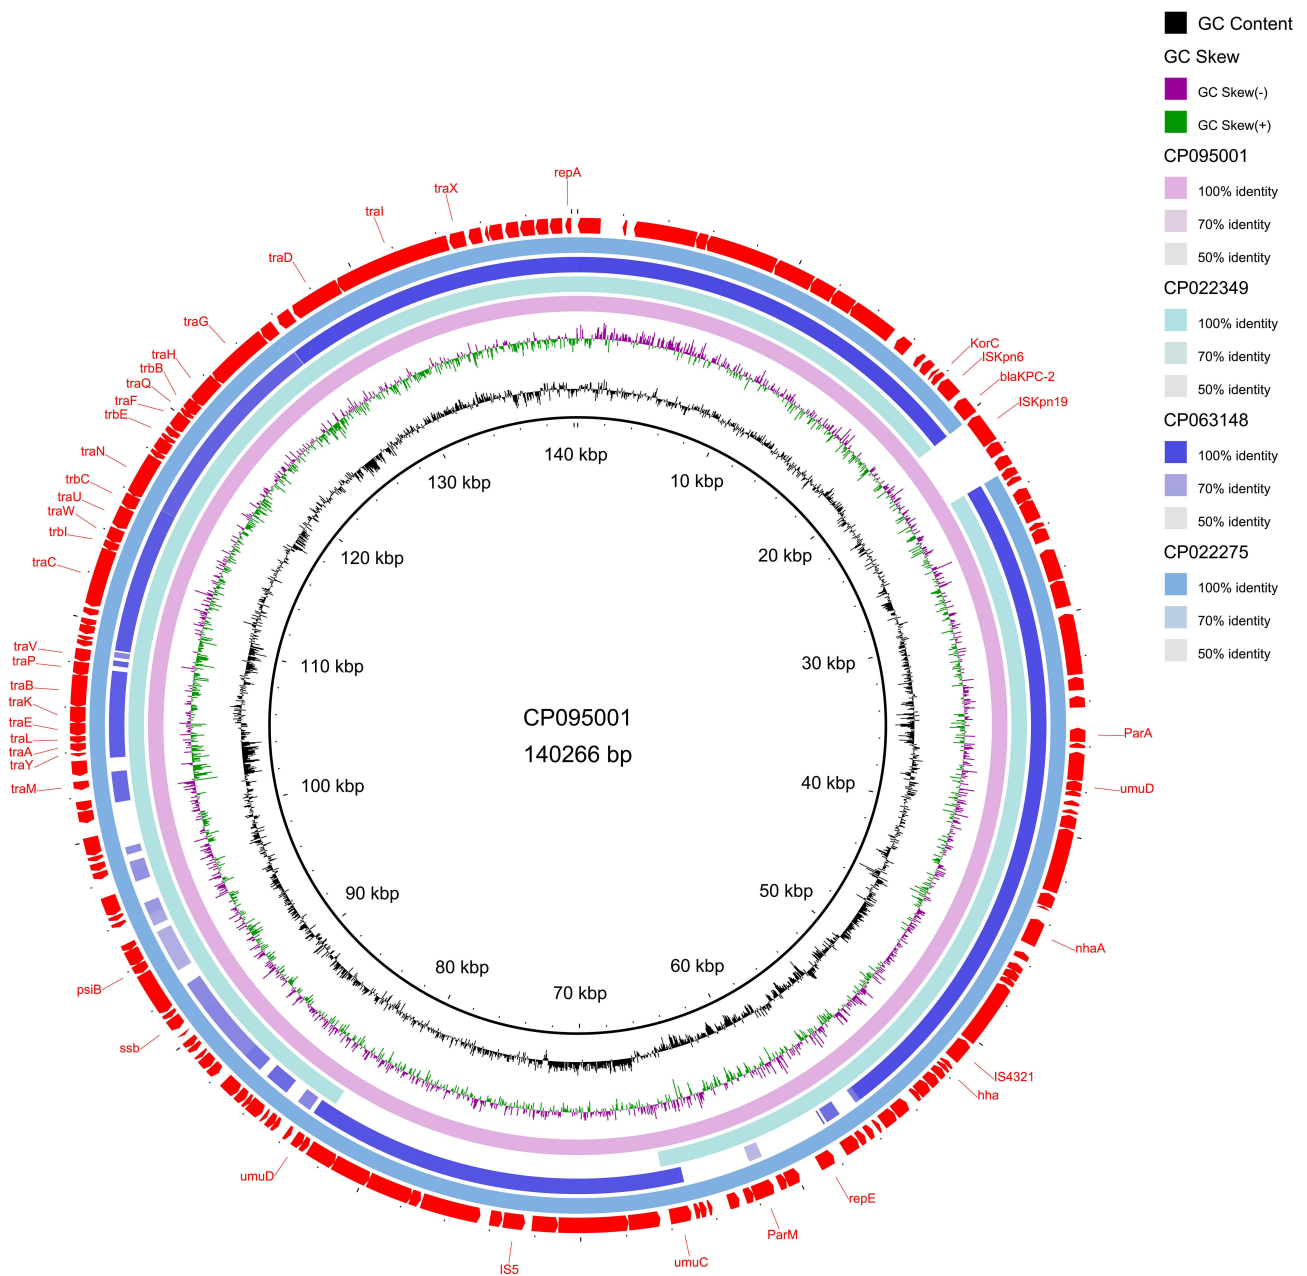 GC Content
GC Skew
GC Skew(-)
GC Skew(+)
CP095001
100% identity
70% identity
50% identity
CP022349
100% identity
70% identity
50% identity
CP063148
100% identity
70% identity
50% identity
CP022275
100% identity
70% identity
50% identity
repA
traX
traI
traD
traG
traH
trbB
traQ
traF
trbE
traN
trbC
traU
traW
trbI
traC
traV
traP
traB
traK
traE
traL
traA
traY
traM
psiB
ssb
umuD
IS5
umuC
ParM
repE
hha
IS4321
nhaA
umuD
ParA
ISKpn19
blaKPC-2
ISKpn6
KorC
140 kbp
10 kbp
20 kbp
30 kbp
40 kbp
50 kbp
60 kbp
70 kbp
80 kbp
90 kbp
100 kbp
110 kbp
120 kbp
130 kbp
CP095001
140266 bp